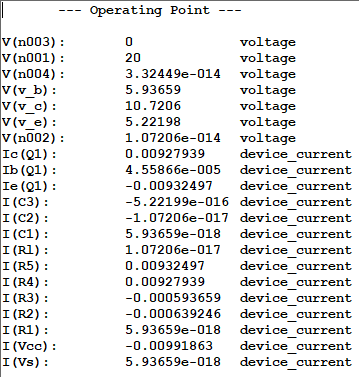 --- Operating Point ---
V(n003): 0 voltage
V(n001): 20 voltage
V(n004): 3.32449e-014 voltage
V(v_b): 5.93659 voltage
V(v_c): 10.7206 voltage
V(v_e): 5.22198 voltage
V(n002): 1.07206e-014 voltage
Ic(Q1): 0.00927939 device_current
Ib(Q1): 4.55866e-005 device_current
Ie(Q1): -0.00932497 device_current
I(C3): -5.22199e-016 device_current
I(C2): -1.07206e-017 device_current
I(C1): 5.93659e-018 device_current
I(Rl): 1.07206e-017 device_current
I(R5): 0.00932497 device_current
I(R4): 0.00927939 device_current
I(R3): -0.000593659 device_current
I(R2): -0.000639246 device_current
I(R1): 5.93659e-018 device_current
I(Vcc): -0.00991863 device_current
I(Vs): 5.93659e-018 device_current